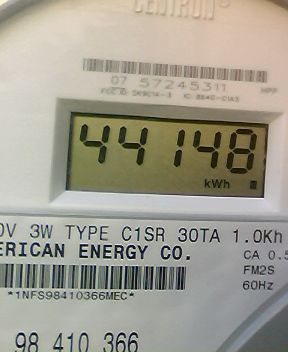 CENTRON
07 57245311 HPP
44148
kWh
0V 3W TYPE C1SR 30TA 1.0Kh
ERICAN ENERGY CO. CA 0.5
FM2S
*1NFS98410366MEC* 60Hz
98 410 366